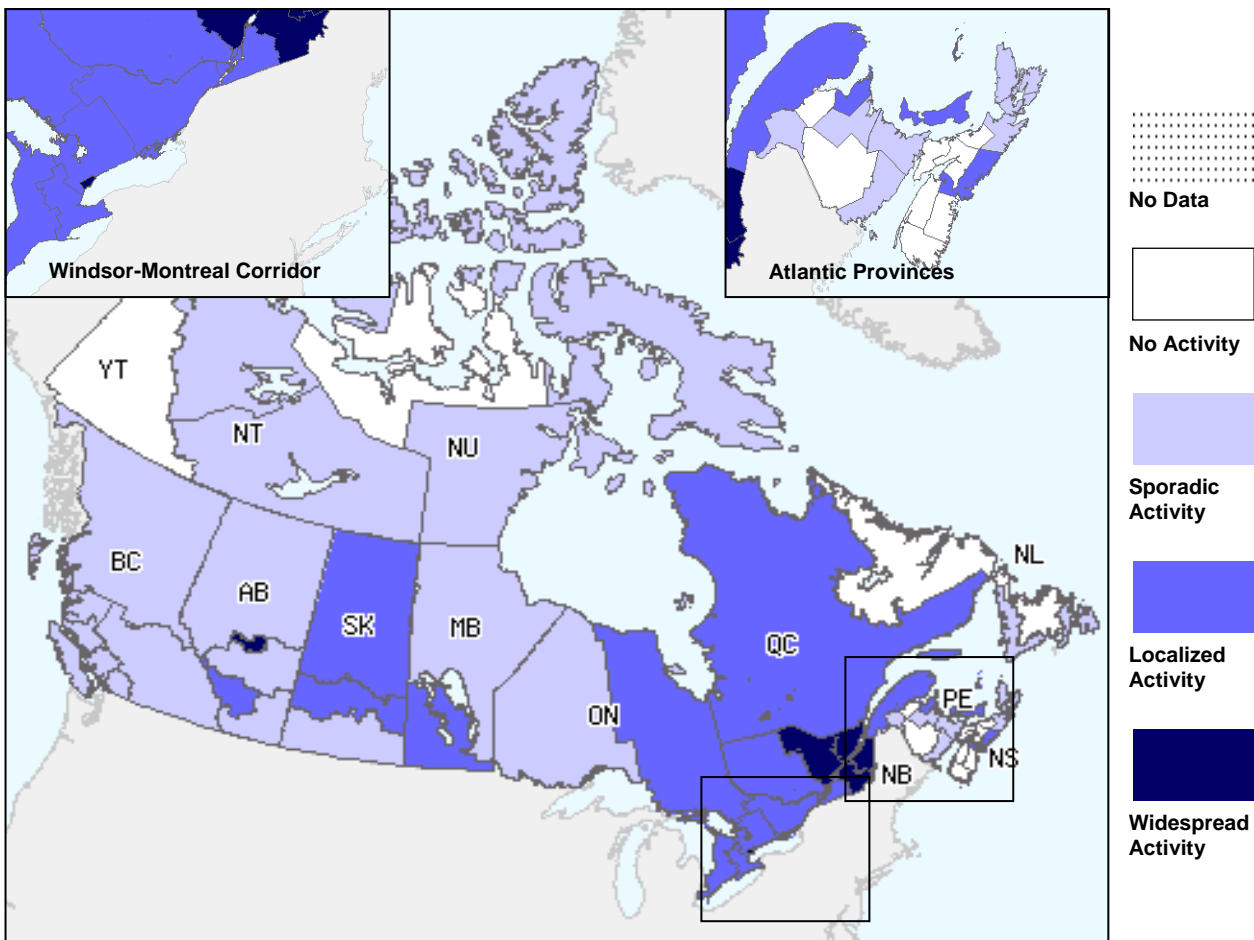 Windsor-Montreal Corridor
Atlantic Provinces
YT
NT
NU
BC
AB
SK
MB
ON
QC
NL
PE
NB
NS
No Data
No Activity
Sporadic
Activity
Localized
Activity
Widespread
Activity